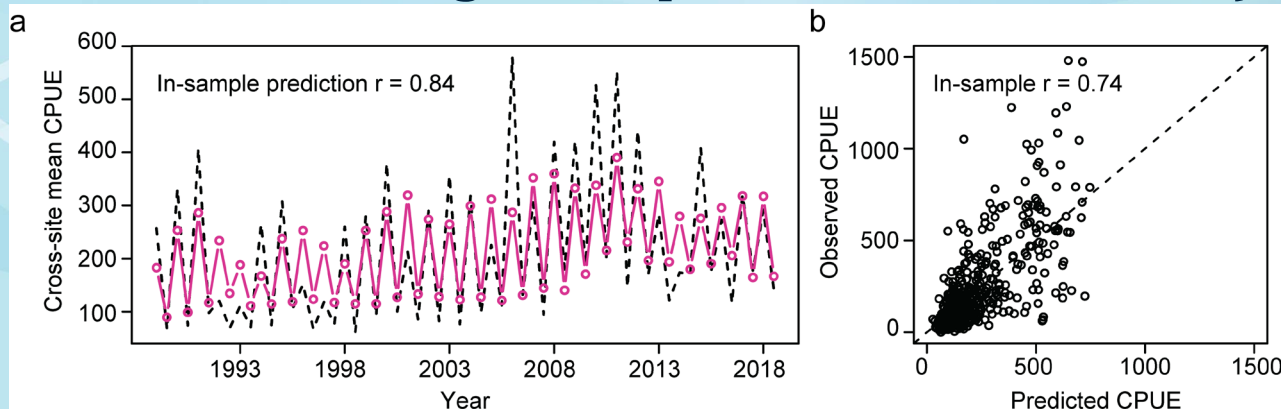 a
b
600
500
400
300
200
100
Cross-site mean CPUE
In-sample prediction r = 0.84
1993
1998
2003
2008
2013
2018
Year
1500
1000
500
0
Observed CPUE
In-sample r = 0.74
0
500
1000
1500
Predicted CPUE